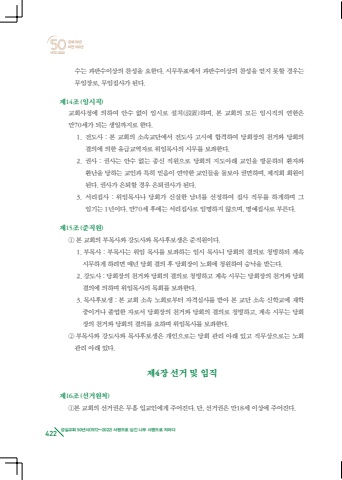 수는 과반수이상의 찬성을 요한다. 시무투표에서 과반수이상의 찬성을 얻지 못할 경우는
무임장로, 무임집사가 된다.
제14조 (임시직)
교회사정에 의하여 안수 없이 임시로 설치(設置)하며, 본 교회의 모든 임시직의 연한은
만70세가 되는 생일까지로 한다.
1. 전도사 : 본 교회의 소속교단에서 전도사 고시에 합격하여 당회장의 천거와 당회의
결의에 의한 유급교역자로 위임목사의 시무를 보좌한다.
2. 권사 : 권사는 안수 없는 종신 직원으로 당회의 지도아래 교인을 방문하되 환자와
환난을 당하는 교인과 특히 믿음이 연약한 교인들을 돌보아 권면하며, 제직회 회원이
된다. 권사가 은퇴할 경우 은퇴권사가 된다.
3. 서리집사 : 위임목사나 당회가 신실한 남녀를 선정하여 집사 직무를 하게하며 그
임기는 1년이다. 만70세 후에는 서리집사로 임명하지 않으며, 명예집사로 부른다.
제15조 (준직원)
① 본 교회의 부목사와 강도사와 목사후보생은 준직원이다.
1. 부목사 : 부목사는 위임 목사를 보좌하는 임시 목사니 당회의 결의로 청빙하되 계속
시무하게 하려면 매년 당회 결의 후 당회장이 노회에 청원하여 승낙을 받는다.
2. 강도사 : 당회장의 천거와 당회의 결의로 청빙하고 계속 시무는 당회장의 천거와 당회
결의에 의하며 위임목사의 목회를 보좌한다.
3. 목사후보생 : 본 교회 소속 노회로부터 자격심사를 받아 본 교단 소속 신학교에 재학
중이거나 졸업한 자로서 당회장의 천거와 당회의 결의로 청빙하고, 계속 시무는 당회
장의 천거와 당회의 결의를 요하며 위임목사를 보좌한다.
② 부목사와 강도사와 목사후보생은 개인으로는 당회 관리 아래 있고 직무상으로는 노회
관리 아래 있다.
제4장 선거 및 임직
제16조 (선거원칙)
①본 교회의 선거권은 무흠 입교인에게 주어진다. 단, 선거권은 만18세 이상에 주어진다.
422